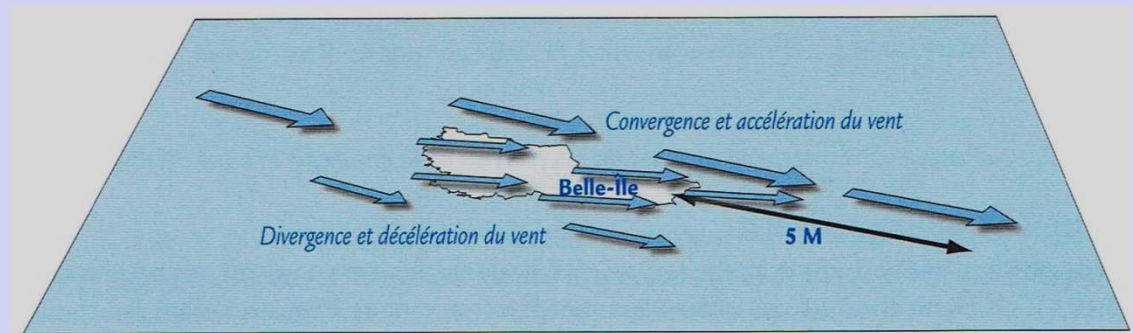 Convergence et accélération du vent
Belle-Île
Divergence et décélération du vent
5 M